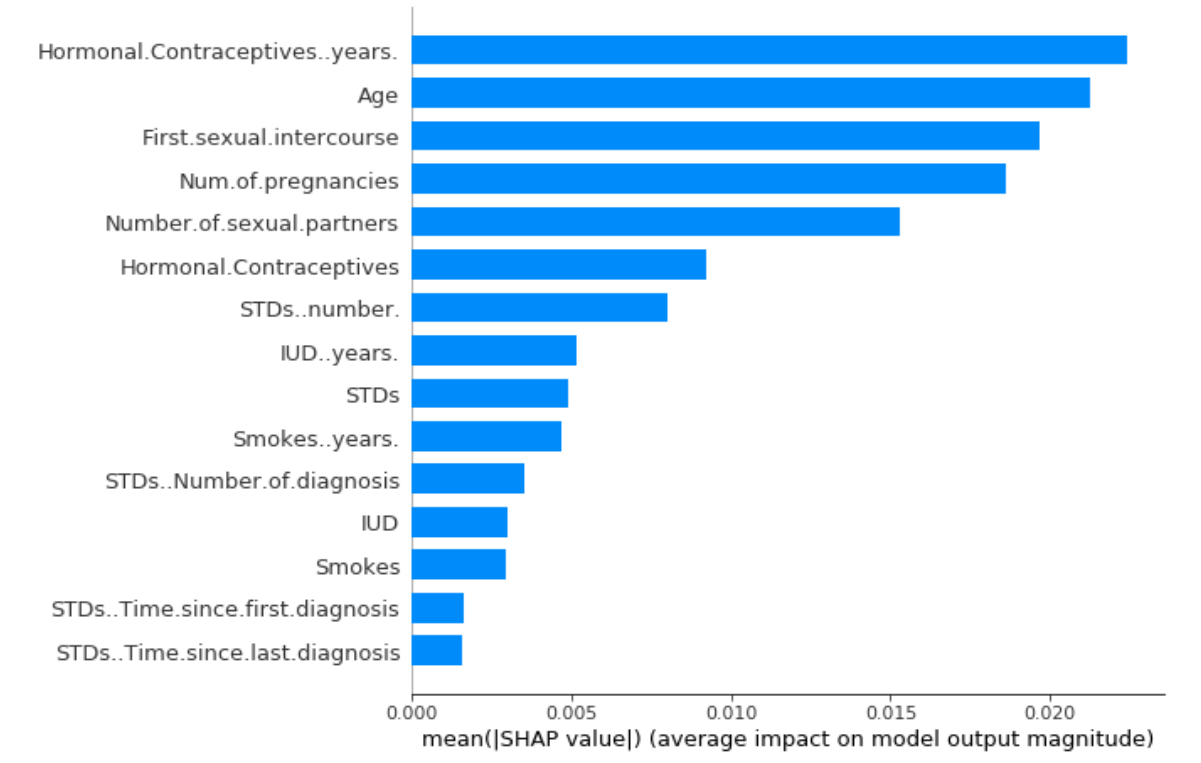 Hormonal.Contraceptives..years.
Age
First.sexual.intercourse
Num.of.pregnancies
Number.of.sexual.partners
Hormonal.Contraceptives
STDs..number.
IUD..years.
STDs
Smokes..years.
STDs..Number.of.diagnosis
IUD
Smokes
STDs..Time.since.first.diagnosis
STDs..Time.since.last.diagnosis
0.000 0.005 0.010 0.015 0.020
mean(|SHAP value|) (average impact on model output magnitude)